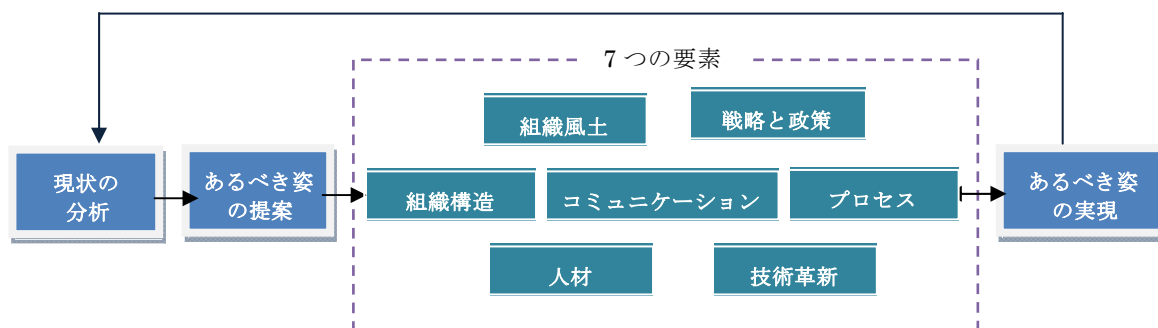 7 つの要素
組織風土
戦略と政策
現状の
分析
あるべき姿
の提案
組織構造
コミュニケーション
プロセス
あるべき姿
の実現
人材
技術革新